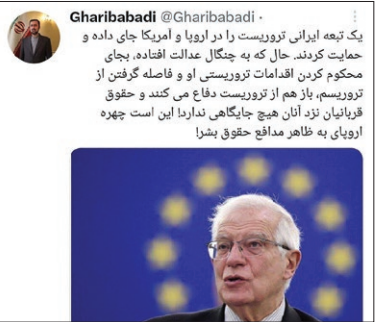 Gharibabadi @Gharibabadi ·
یک تبعه ایرانی تروریست را در اروپا و آمریکا جای داده و
حمایت کردند. حال که به چنگال عدالت افتاده، بجای
محکوم کردن اقدامات تروریستی او و فاصله گرفتن از
تروریسم، باز هم از تروریست دفاع می کنند و حقوق
قربانیان نزد آنان هیچ جایگاهی ندارد! این است چهره
اروپای به ظاهر مدافع حقوق بشر!